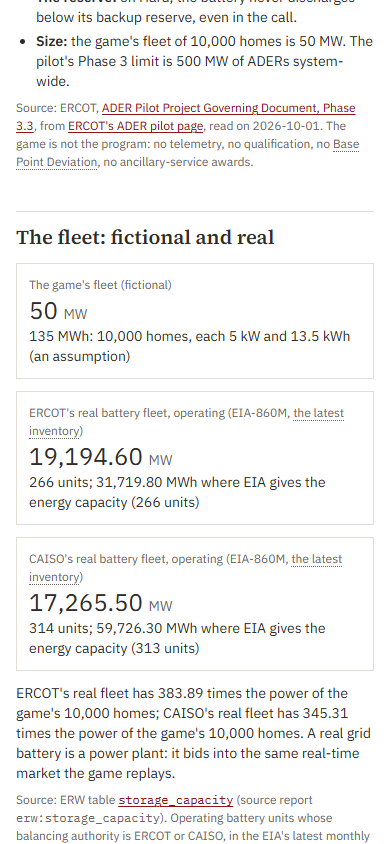 below its backup reserve, even in the call.
Size: the game's fleet of 10,000 homes is 50 MW. The
pilot's Phase 3 limit is 500 MW of ADERs system-
wide.
Source: ERCOT, ADER Pilot Project Governing Document, Phase
3.3, from ERCOT's ADER pilot page, read on 2026-10-01. The
game is not the program: no telemetry, no qualification, no Base
Point Deviation, no ancillary-service awards.
The fleet: fictional and real
The game's fleet (fictional)
50 MW
135 MWh: 10,000 homes, each 5 kW and 13.5 kWh
(an assumption)
ERCOT's real battery fleet, operating (EIA-860M, the latest
inventory)
19,194.60 MW
266 units; 31,719.80 MWh where EIA gives the
energy capacity (266 units)
CAISO's real battery fleet, operating (EIA-860M, the latest
inventory)
17,265.50 MW
314 units; 59,726.30 MWh where EIA gives the
energy capacity (313 units)
ERCOT's real fleet has 383.89 times the power of the
game's 10,000 homes; CAISO's real fleet has 345.31
times the power of the game's 10,000 homes. A real grid
battery is a power plant: it bids into the same real-time
market the game replays.
Source: ERW table storage_capacity (source report
erw:storage_capacity). Operating battery units whose
balancing authority is ERCOT or CAISO, in the EIA's latest monthly